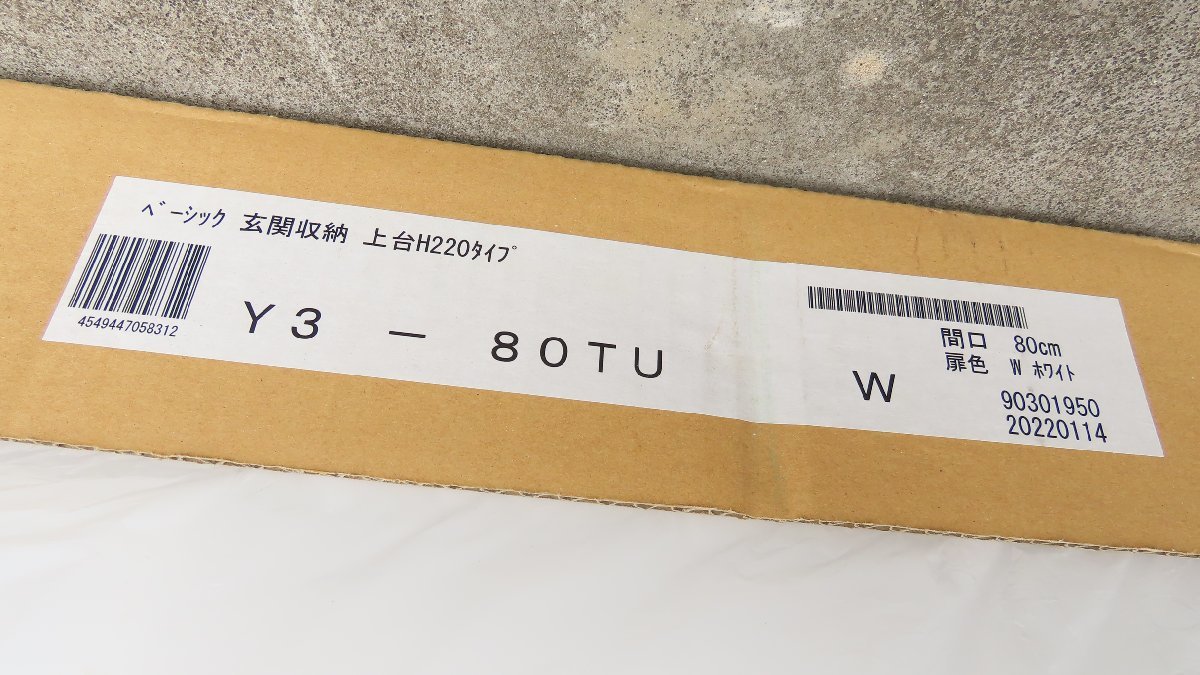 ﾍﾞｰｼｯｸ 玄関収納 上台H220ﾀｲﾌﾟ
4549447058312
Ｙ３ － ８０ＴＵ Ｗ
間口 80cm
扉色 W ﾎﾜｲﾄ
90301950
20220114